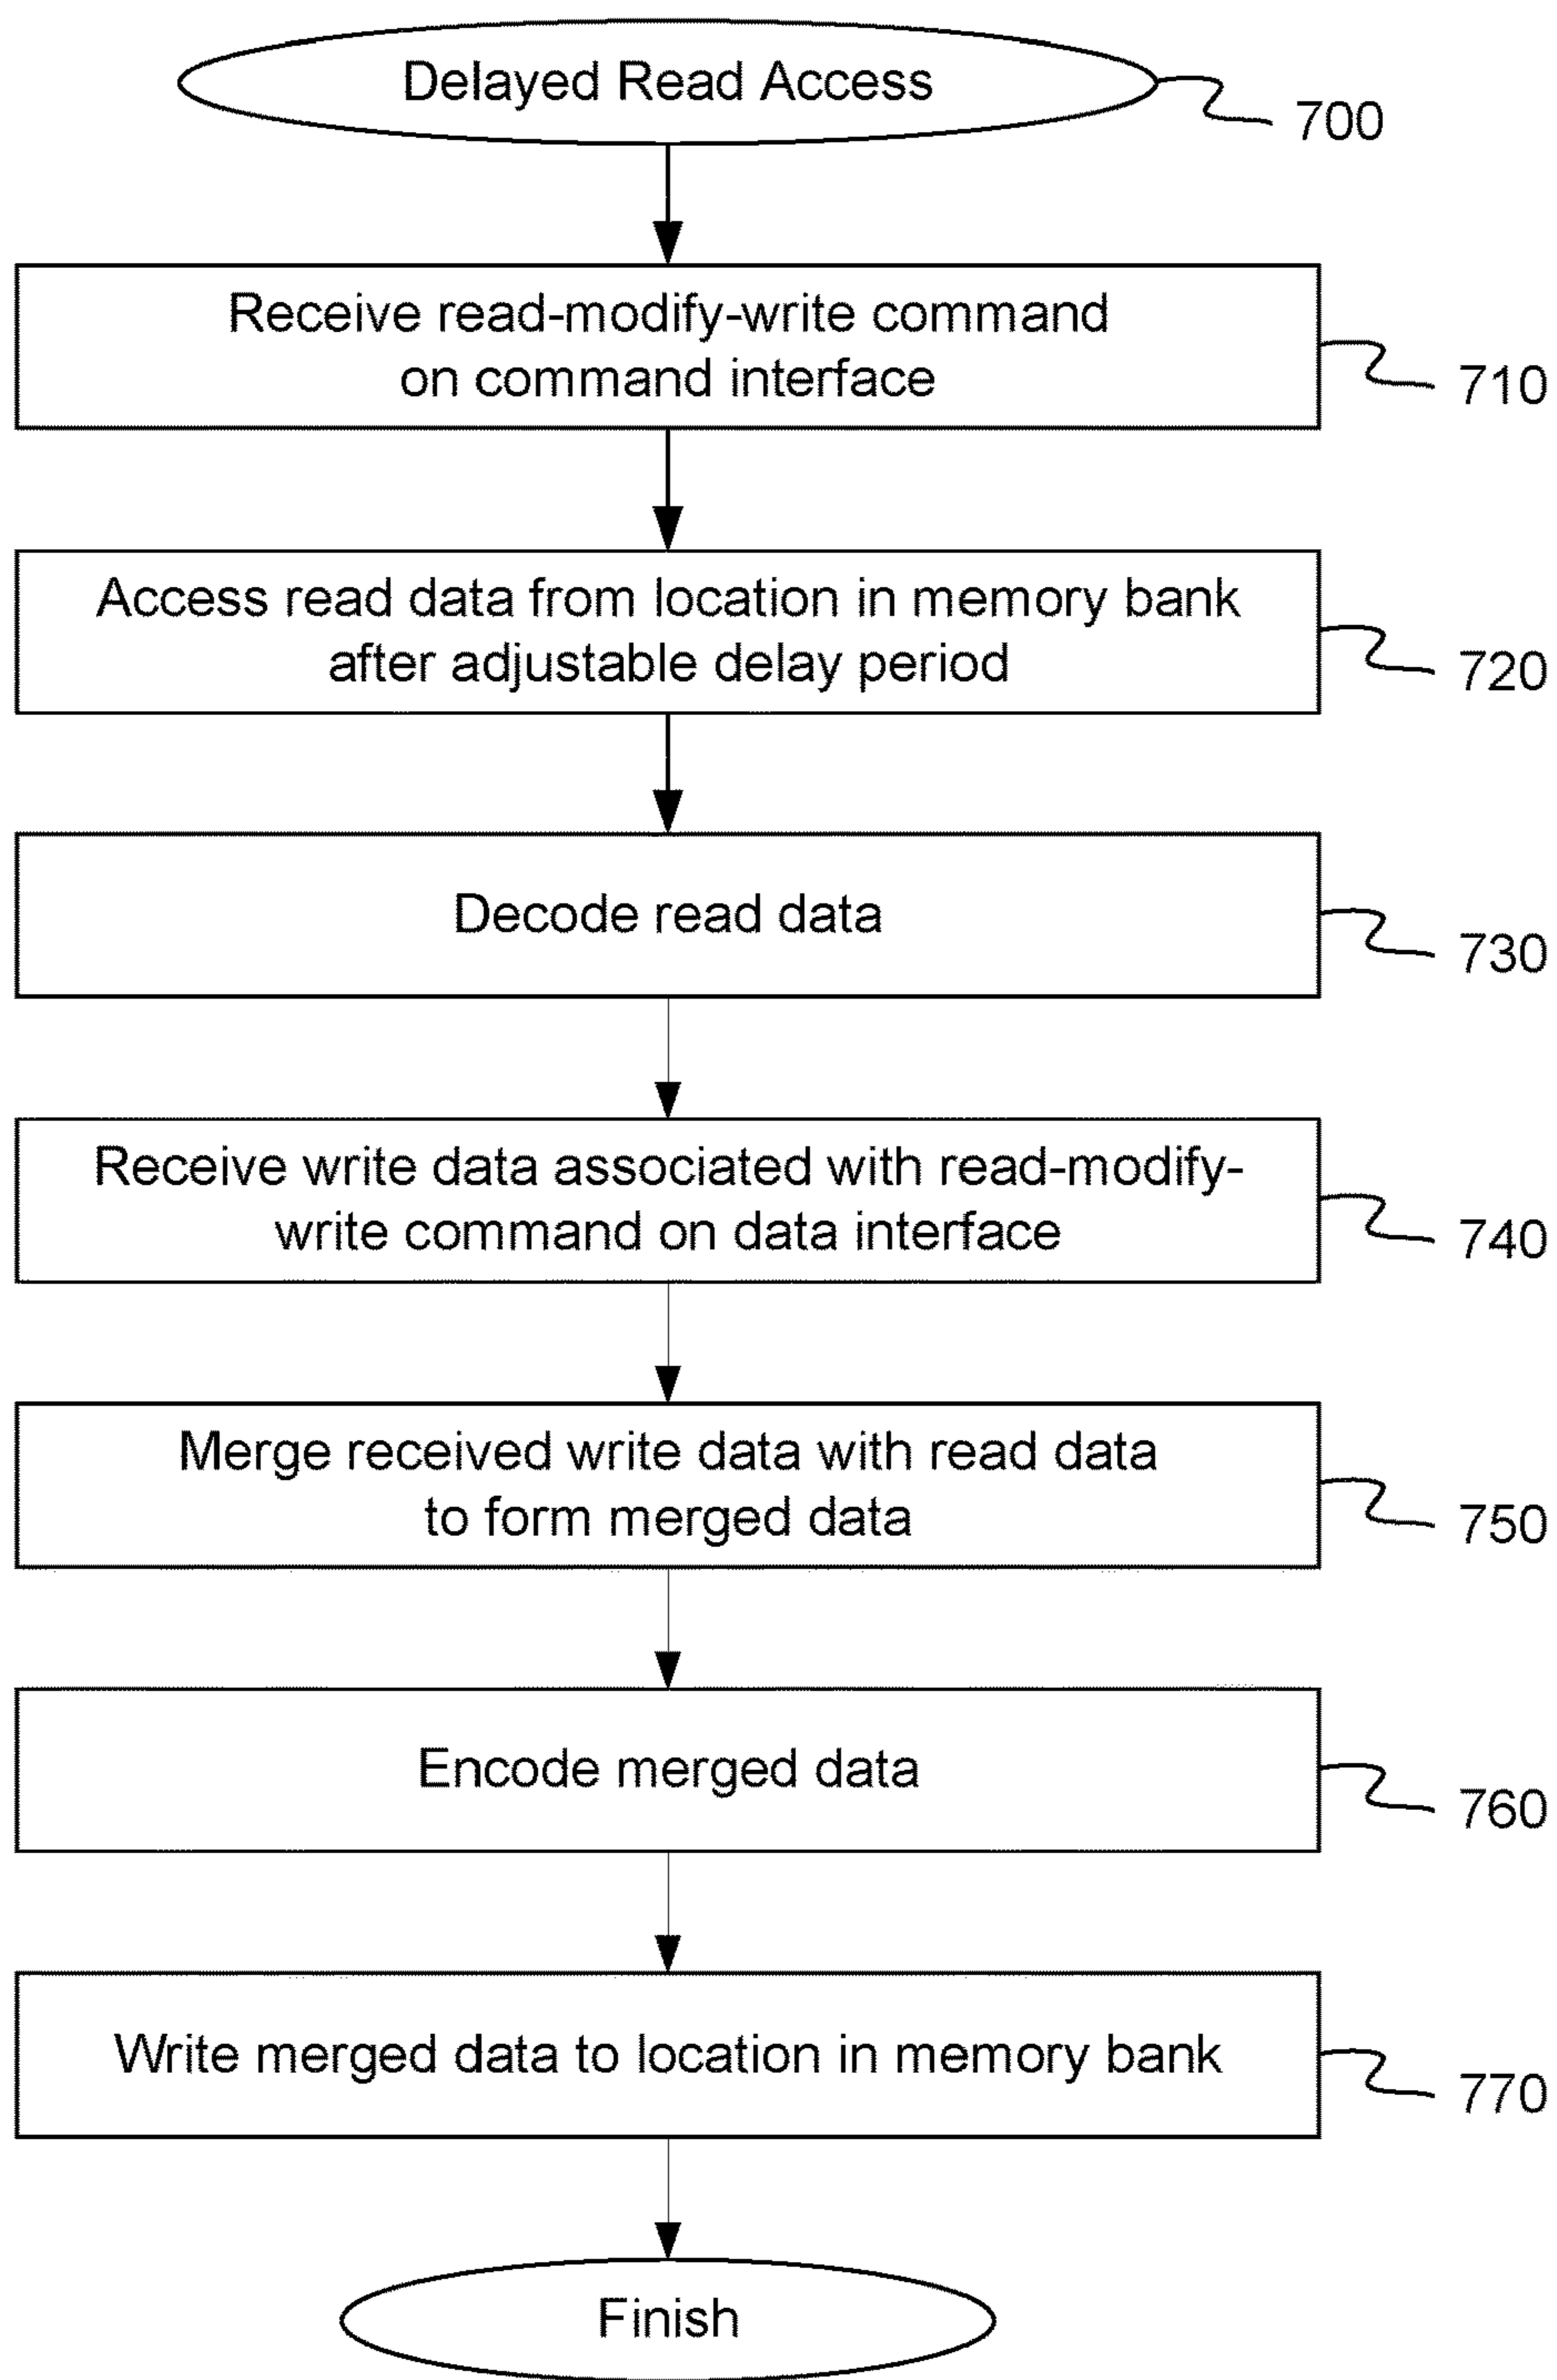 Delayed Read Access
700
Receive read-modify-write command
on command interface
710
Access read data from location in memory bank
after adjustable delay period
720
Decode read data
730
Receive write data associated with read-modify-
write command on data interface
740
Merge received write data with read data
to form merged data
750
Encode merged data
760
Write merged data to location in memory bank
770
Finish